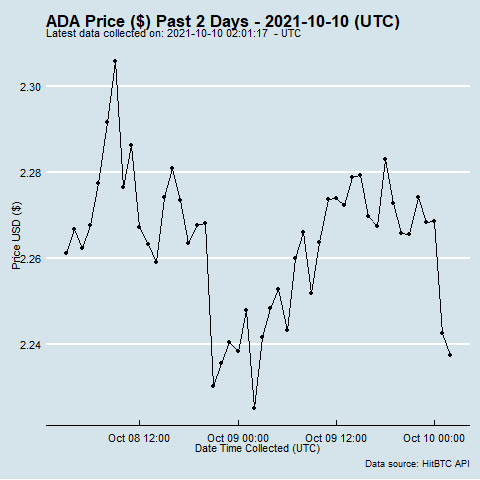 ADA Price ($) Past 2 Days - 2021-10-10 (UTC)
Latest data collected on: 2021-10-10 02:01:17 - UTC
2.30
2.28
2.26
2.24
Price USD ($)
Oct 08 12:00
Oct 09 00:00
Oct 09 12:00
Oct 10 00:00
Date Time Collected (UTC)
Data source: HitBTC API